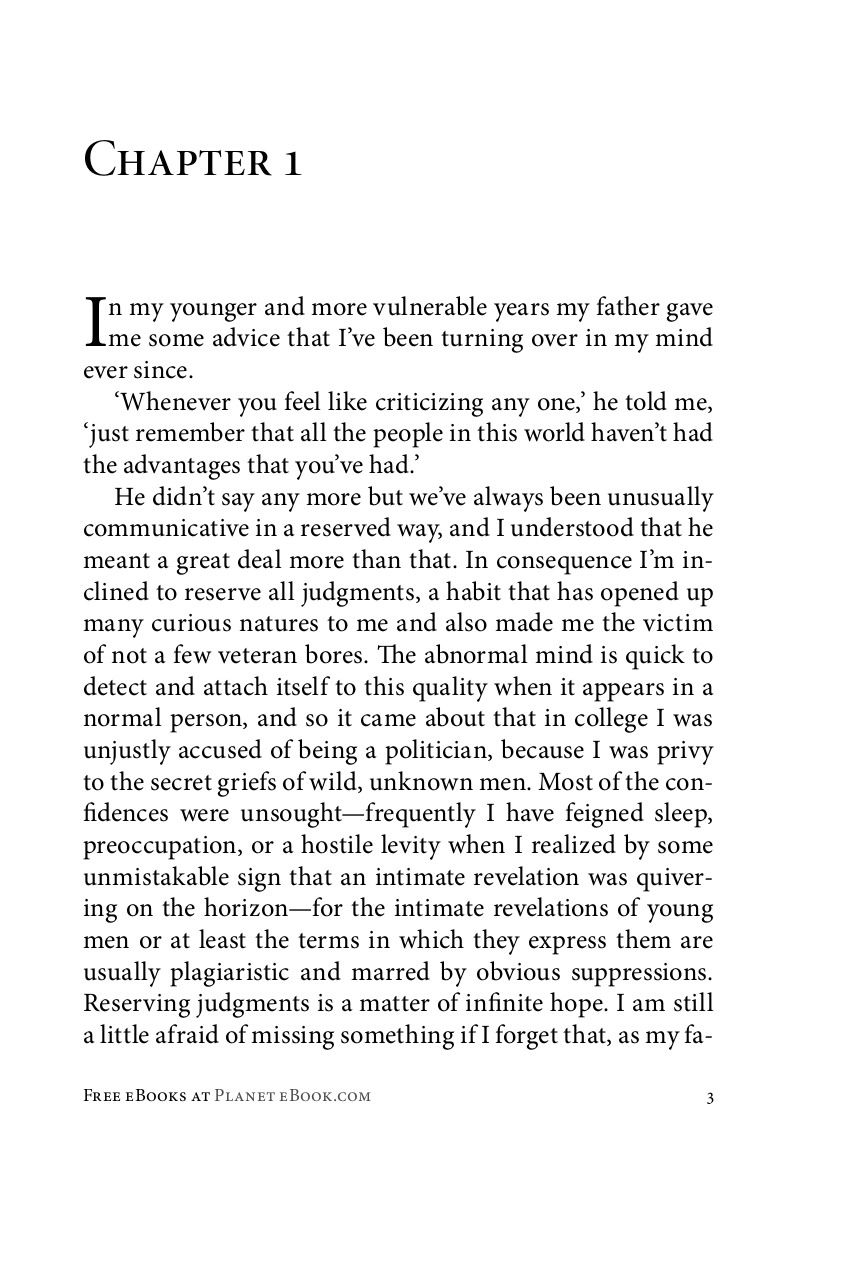 Chapter 1
In my younger and more vulnerable years my father gave
me some advice that I’ve been turning over in my mind
ever since.
‘Whenever you feel like criticizing any one,’ he told me,
‘just remember that all the people in this world haven’t had
the advantages that you’ve had.’
He didn’t say any more but we’ve always been unusually
communicative in a reserved way, and I understood that he
meant a great deal more than that. In consequence I’m in-
clined to reserve all judgments, a habit that has opened up
many curious natures to me and also made me the victim
of not a few veteran bores. The abnormal mind is quick to
detect and attach itself to this quality when it appears in a
normal person, and so it came about that in college I was
unjustly accused of being a politician, because I was privy
to the secret griefs of wild, unknown men. Most of the con-
fidences were unsought—frequently I have feigned sleep,
preoccupation, or a hostile levity when I realized by some
unmistakable sign that an intimate revelation was quiver-
ing on the horizon—for the intimate revelations of young
men or at least the terms in which they express them are
usually plagiaristic and marred by obvious suppressions.
Reserving judgments is a matter of infinite hope. I am still
a little afraid of missing something if I forget that, as my fa-
Free eBooks at Planet eBook.com 3